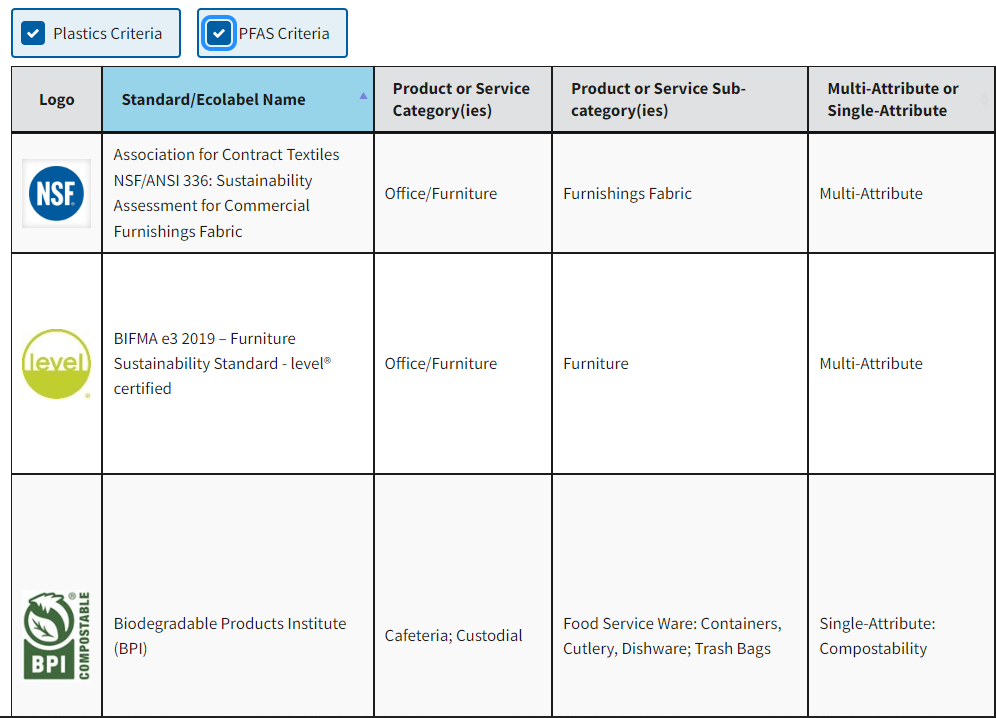 Plastics Criteria
PFAS Criteria
Logo
Standard/Ecolabel Name
Product or Service
Category(ies)
Product or Service Sub-
category(ies)
Multi-Attribute or
Single-Attribute
NSF®
Association for Contract Textiles
NSF/ANSI 336: Sustainability
Assessment for Commercial
Furnishings Fabric
Office/Furniture
Furnishings Fabric
Multi-Attribute
level®
BIFMA e3 2019 – Furniture
Sustainability Standard - level®
certified
Office/Furniture
Furniture
Multi-Attribute
®
BPI
COMPOSTABLE
Biodegradable Products Institute
(BPI)
Cafeteria; Custodial
Food Service Ware: Containers,
Cutlery, Dishware; Trash Bags
Single-Attribute:
Compostability